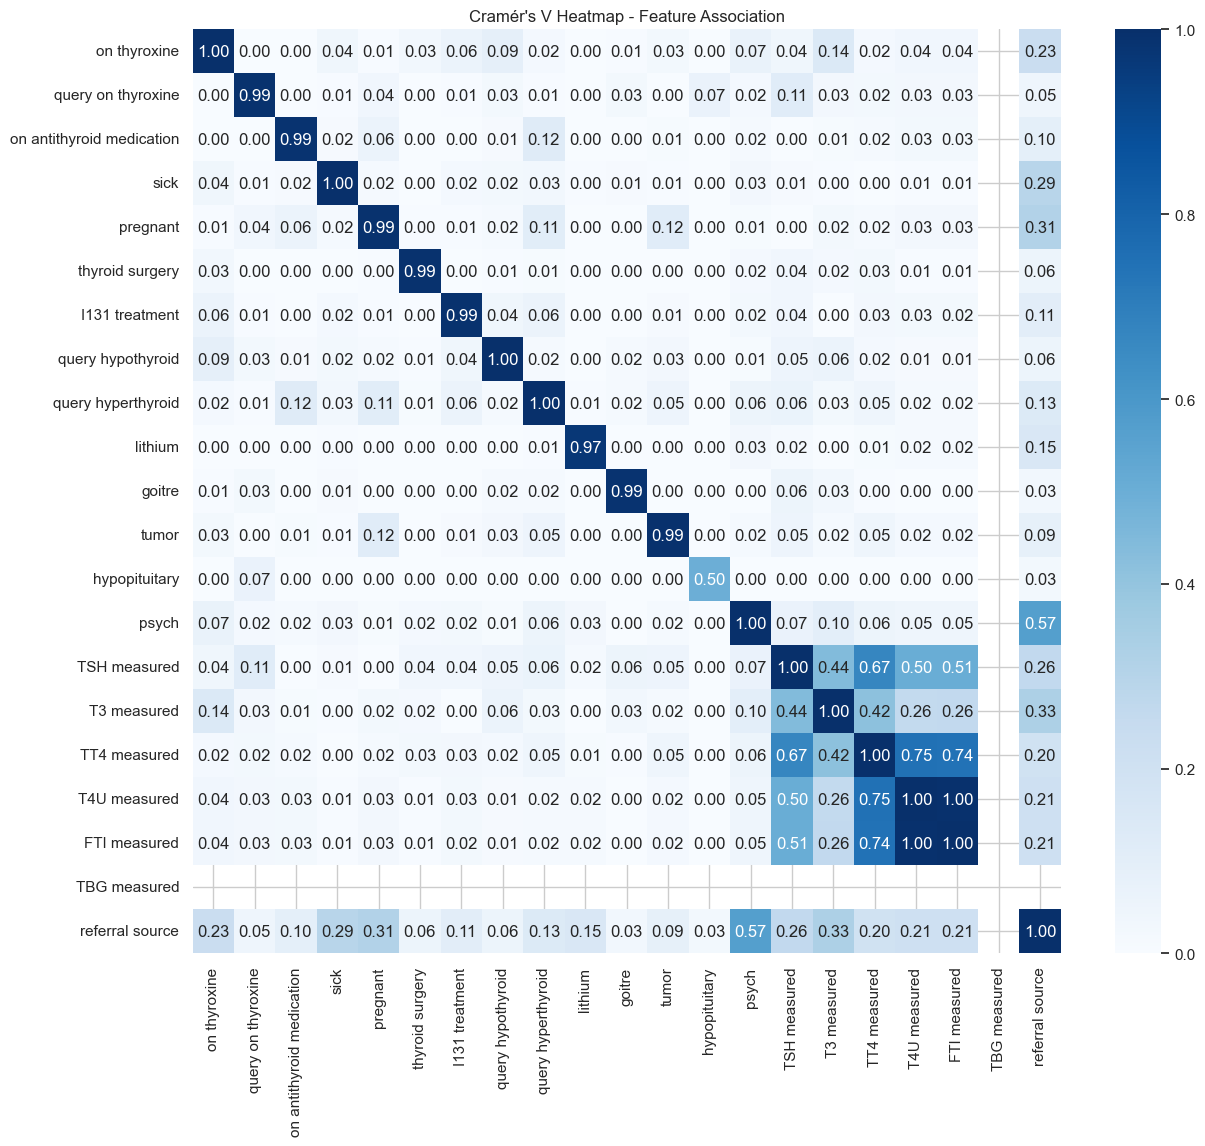 Cramér's V Heatmap - Feature Association
on thyroxine 1.00 0.00 0.00 0.04 0.01 0.03 0.06 0.09 0.02 0.00 0.01 0.03 0.00 0.07 0.04 0.14 0.02 0.04 0.04 0.23
query on thyroxine 0.00 0.99 0.00 0.01 0.04 0.00 0.01 0.03 0.01 0.00 0.03 0.00 0.07 0.02 0.11 0.03 0.02 0.03 0.03 0.05
on antithyroid medication 0.00 0.00 0.99 0.02 0.06 0.00 0.00 0.01 0.12 0.00 0.00 0.01 0.00 0.02 0.00 0.01 0.02 0.03 0.03 0.10
sick 0.04 0.01 0.02 1.00 0.02 0.00 0.02 0.02 0.03 0.00 0.01 0.01 0.00 0.03 0.01 0.00 0.00 0.01 0.01 0.29
pregnant 0.01 0.04 0.06 0.02 0.99 0.00 0.01 0.02 0.11 0.00 0.00 0.12 0.00 0.01 0.00 0.02 0.02 0.03 0.03 0.31
thyroid surgery 0.03 0.00 0.00 0.00 0.00 0.99 0.00 0.01 0.01 0.00 0.00 0.00 0.00 0.02 0.04 0.02 0.03 0.01 0.01 0.06
I131 treatment 0.06 0.01 0.00 0.02 0.01 0.00 0.99 0.04 0.06 0.00 0.00 0.01 0.00 0.02 0.04 0.00 0.03 0.03 0.02 0.11
query hypothyroid 0.09 0.03 0.01 0.02 0.02 0.01 0.04 1.00 0.02 0.00 0.02 0.03 0.00 0.01 0.05 0.06 0.02 0.01 0.01 0.06
query hyperthyroid 0.02 0.01 0.12 0.03 0.11 0.01 0.06 0.02 1.00 0.01 0.02 0.05 0.00 0.06 0.06 0.03 0.05 0.02 0.02 0.13
lithium 0.00 0.00 0.00 0.00 0.00 0.00 0.00 0.00 0.01 0.97 0.00 0.00 0.00 0.03 0.02 0.00 0.01 0.02 0.02 0.15
goitre 0.01 0.03 0.00 0.01 0.00 0.00 0.00 0.02 0.02 0.00 0.99 0.00 0.00 0.00 0.06 0.03 0.00 0.00 0.00 0.03
tumor 0.03 0.00 0.01 0.01 0.12 0.00 0.01 0.03 0.05 0.00 0.00 0.99 0.00 0.02 0.05 0.02 0.05 0.02 0.02 0.09
hypopituitary 0.00 0.07 0.00 0.00 0.00 0.00 0.00 0.00 0.00 0.00 0.00 0.00 0.50 0.00 0.00 0.00 0.00 0.00 0.00 0.03
psych 0.07 0.02 0.02 0.03 0.01 0.02 0.02 0.01 0.06 0.03 0.00 0.02 0.00 1.00 0.07 0.10 0.06 0.05 0.05 0.57
TSH measured 0.04 0.11 0.00 0.01 0.00 0.04 0.04 0.05 0.06 0.02 0.06 0.05 0.00 0.07 1.00 0.44 0.67 0.50 0.51 0.26
T3 measured 0.14 0.03 0.01 0.00 0.02 0.02 0.00 0.06 0.03 0.00 0.03 0.02 0.00 0.10 0.44 1.00 0.42 0.26 0.26 0.33
TT4 measured 0.02 0.02 0.02 0.00 0.02 0.03 0.03 0.02 0.05 0.01 0.00 0.05 0.00 0.06 0.67 0.42 1.00 0.75 0.74 0.20
T4U measured 0.04 0.03 0.03 0.01 0.03 0.01 0.03 0.01 0.02 0.02 0.00 0.02 0.00 0.05 0.50 0.26 0.75 1.00 1.00 0.21
FTI measured 0.04 0.03 0.03 0.01 0.03 0.01 0.02 0.01 0.02 0.02 0.00 0.02 0.00 0.05 0.51 0.26 0.74 1.00 1.00 0.21
TBG measured
referral source 0.23 0.05 0.10 0.29 0.31 0.06 0.11 0.06 0.13 0.15 0.03 0.09 0.03 0.57 0.26 0.33 0.20 0.21 0.21 1.00
on thyroxine
query on thyroxine
on antithyroid medication
sick
pregnant
thyroid surgery
I131 treatment
query hypothyroid
query hyperthyroid
lithium
goitre
tumor
hypopituitary
psych
TSH measured
T3 measured
TT4 measured
T4U measured
FTI measured
TBG measured
referral source
1.0
0.8
0.6
0.4
0.2
0.0